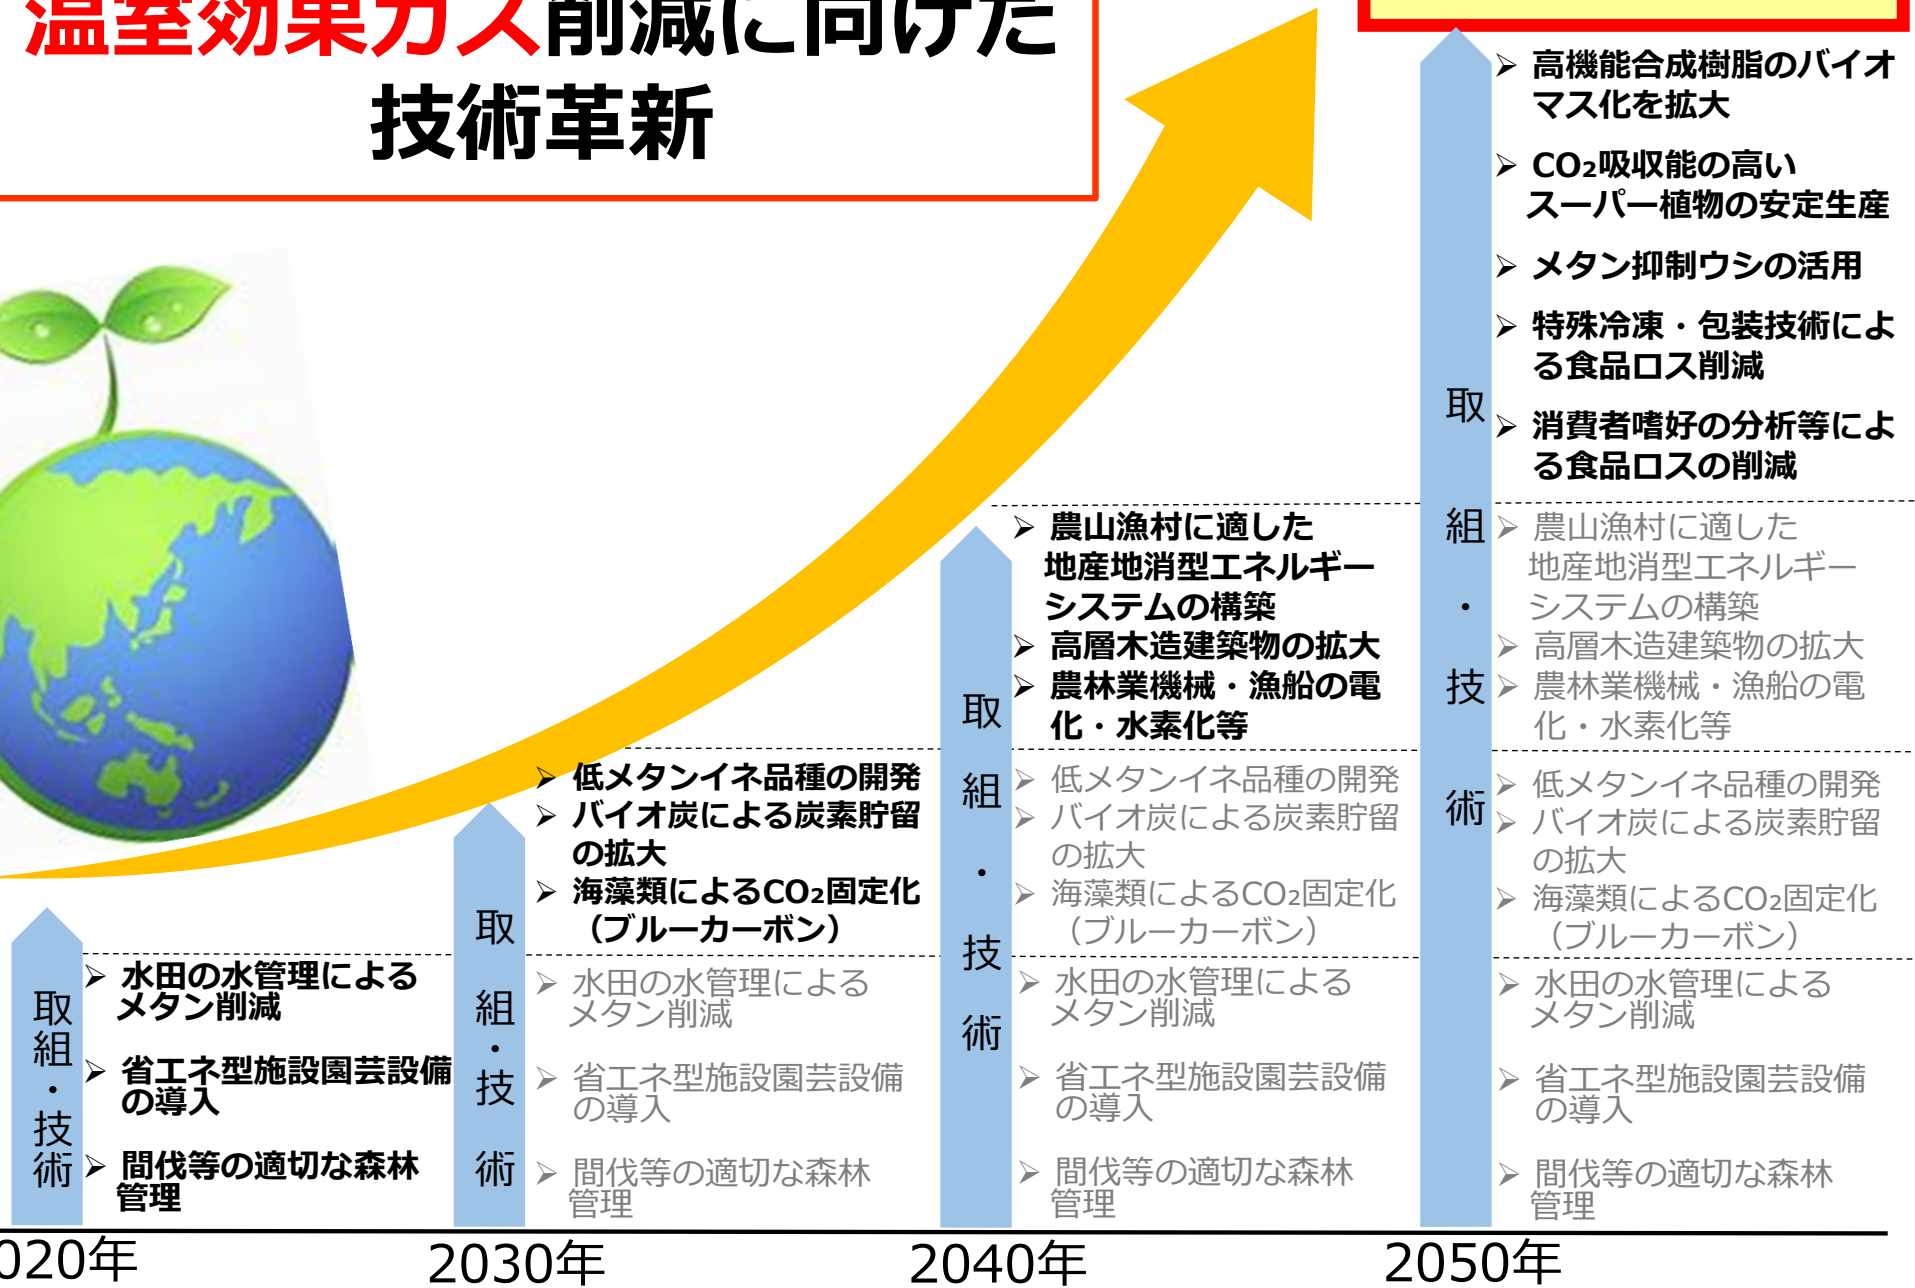 温室効果ガス削減に向けた
技術革新
取組・技術
➢ 水田の水管理による
メタン削減
➢ 省エネ型施設園芸設備
の導入
➢ 間伐等の適切な森林
管理
020年
取組・技術
➢ 低メタンイネ品種の開発
➢ バイオ炭による炭素貯留
の拡大
➢ 海藻類によるCO₂固定化
（ブルーカーボン）
➢ 水田の水管理による
メタン削減
➢ 省エネ型施設園芸設備
の導入
➢ 間伐等の適切な森林
管理
2030年
取組・技術
➢ 農山漁村に適した
地産地消型エネルギー
システムの構築
➢ 高層木造建築物の拡大
➢ 農林業機械・漁船の電
化・水素化等
➢ 低メタンイネ品種の開発
➢ バイオ炭による炭素貯留
の拡大
➢ 海藻類によるCO₂固定化
（ブルーカーボン）
➢ 水田の水管理による
メタン削減
➢ 省エネ型施設園芸設備
の導入
➢ 間伐等の適切な森林
管理
2040年
取組・技術
➢ 高機能合成樹脂のバイオ
マス化を拡大
➢ CO₂吸収能の高い
スーパー植物の安定生産
➢ メタン抑制ウシの活用
➢ 特殊冷凍・包装技術によ
る食品ロス削減
➢ 消費者嗜好の分析等によ
る食品ロスの削減
➢ 農山漁村に適した
地産地消型エネルギー
システムの構築
➢ 高層木造建築物の拡大
➢ 農林業機械・漁船の電
化・水素化等
➢ 低メタンイネ品種の開発
➢ バイオ炭による炭素貯留
の拡大
➢ 海藻類によるCO₂固定化
（ブルーカーボン）
➢ 水田の水管理による
メタン削減
➢ 省エネ型施設園芸設備
の導入
➢ 間伐等の適切な森林
管理
2050年